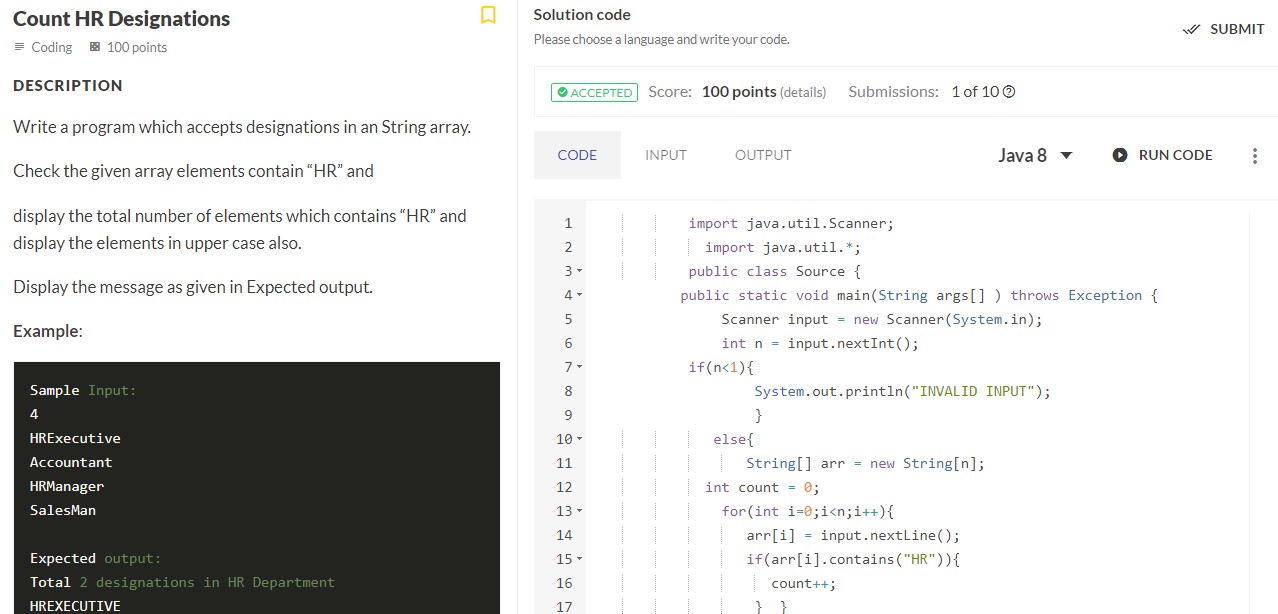 Count HR Designations
Coding 100 points
DESCRIPTION
Write a program which accepts designations in an String array.
Check the given array elements contain “HR” and
display the total number of elements which contains “HR” and
display the elements in upper case also.
Display the message as given in Expected output.
Example:
Sample Input:
4
HRExecutive
Accountant
HRManager
SalesMan
Expected output:
Total 2 designations in HR Department
HREXECUTIVE
Solution code
Please choose a language and write your code.
SUBMIT
ACCEPTED Score: 100 points (details) Submissions: 1 of 10
CODE INPUT OUTPUT Java 8 RUN CODE
1 import java.util.Scanner;
2 import java.util.*;
3 public class Source {
4 public static void main(String args[] ) throws Exception {
5 Scanner input = new Scanner(System.in);
6 int n = input.nextInt();
7 if(n<1){
8 System.out.println("INVALID INPUT");
9 }
10 else{
11 String[] arr = new String[n];
12 int count = 0;
13 for(int i=0;i<n;i++){
14 arr[i] = input.nextLine();
15 if(arr[i].contains("HR")){
16 count++;
17 } }